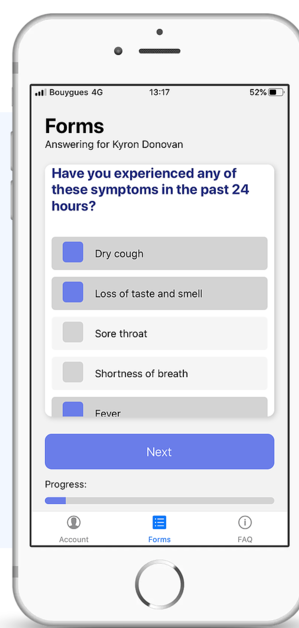 Bouygues 4G 13:17 52%
Forms
Answering for Kyron Donovan
Have you experienced any of
these symptoms in the past 24
hours?
Dry cough
Loss of taste and smell
Sore throat
Shortness of breath
Fever
Next
Progress:
Account Forms FAQ